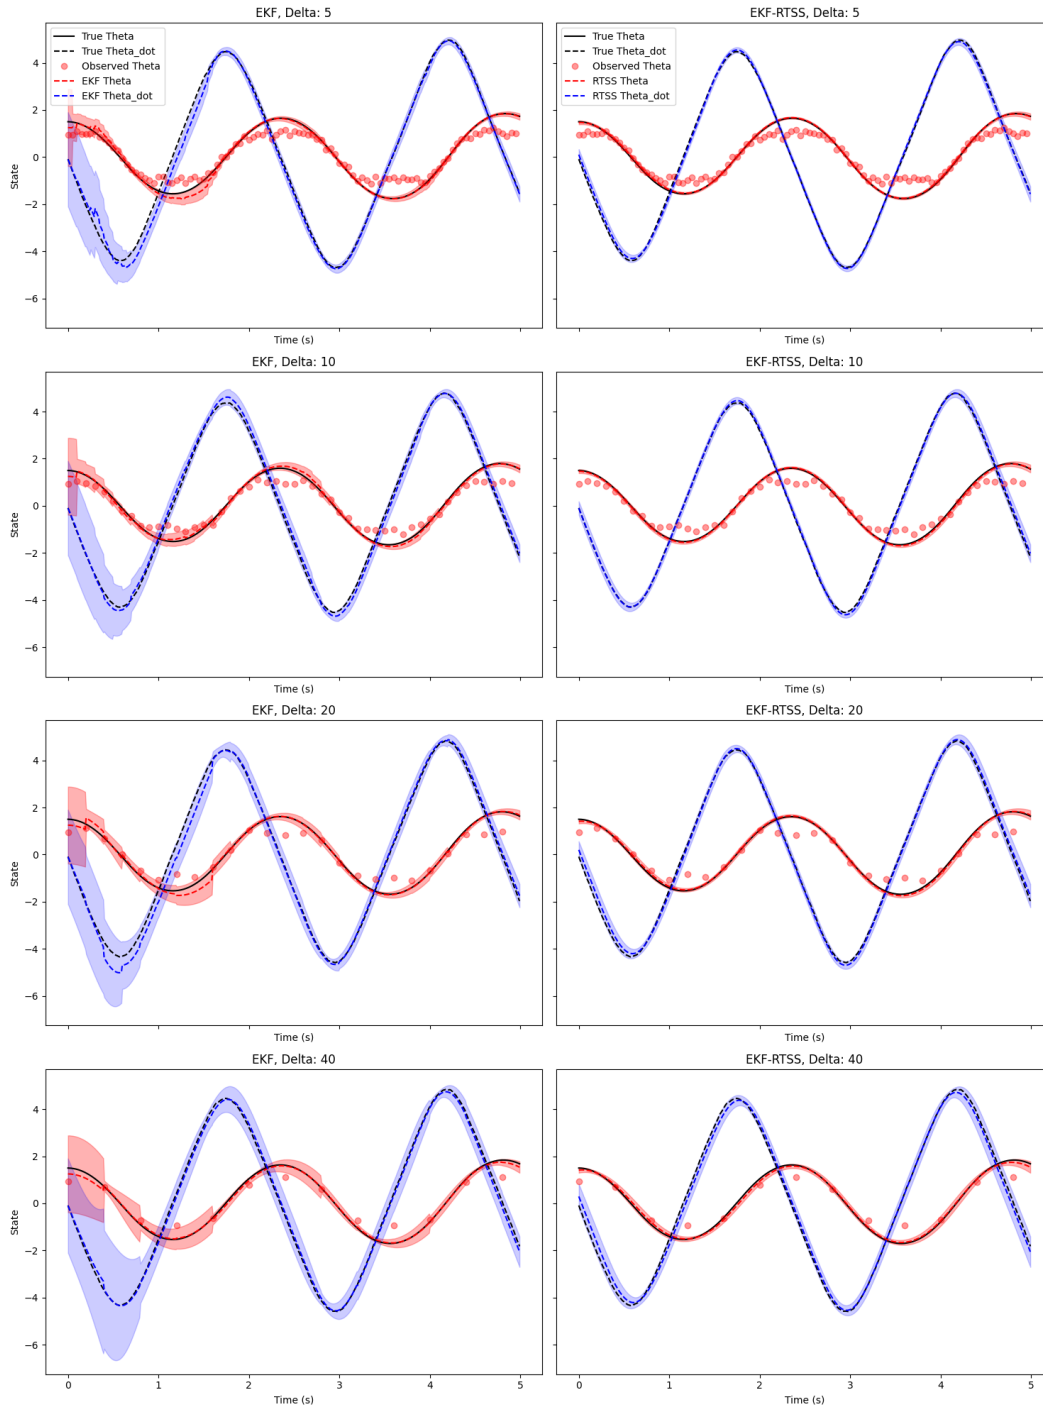 EKF, Delta: 5
True Theta
True Theta_dot
Observed Theta
EKF Theta
EKF Theta_dot
4
2
0
−2
−4
−6
State
Time (s)
EKF-RTSS, Delta: 5
True Theta
True Theta_dot
Observed Theta
RTSS Theta
RTSS Theta_dot
Time (s)
EKF, Delta: 10
4
2
0
−2
−4
−6
State
Time (s)
EKF-RTSS, Delta: 10
Time (s)
EKF, Delta: 20
4
2
0
−2
−4
−6
State
Time (s)
EKF-RTSS, Delta: 20
Time (s)
EKF, Delta: 40
4
2
0
−2
−4
−6
State
0 1 2 3 4 5
Time (s)
EKF-RTSS, Delta: 40
0 1 2 3 4 5
Time (s)